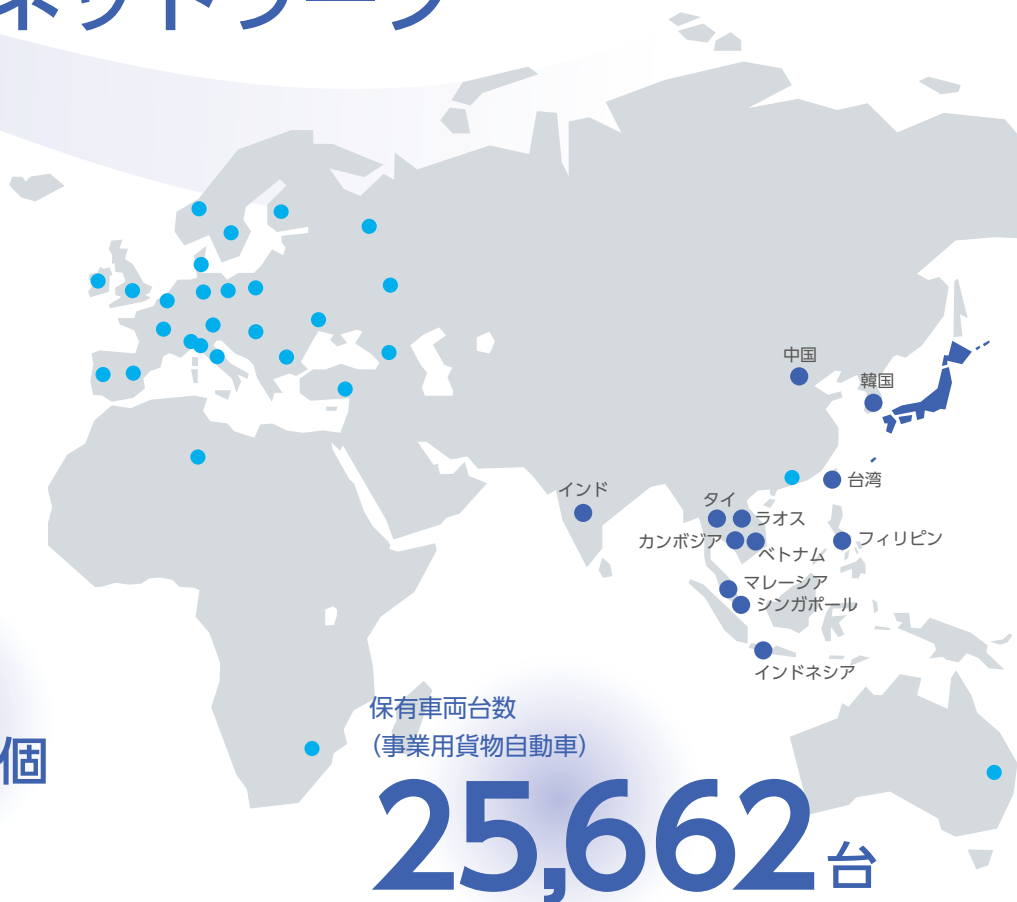 ネットワーク
中国
韓国
台湾
インド
タイ
ラオス
カンボジア
ベトナム
フィリピン
マレーシア
シンガポール
インドネシア
個
保有車両台数
（事業用貨物自動車）
25,662台